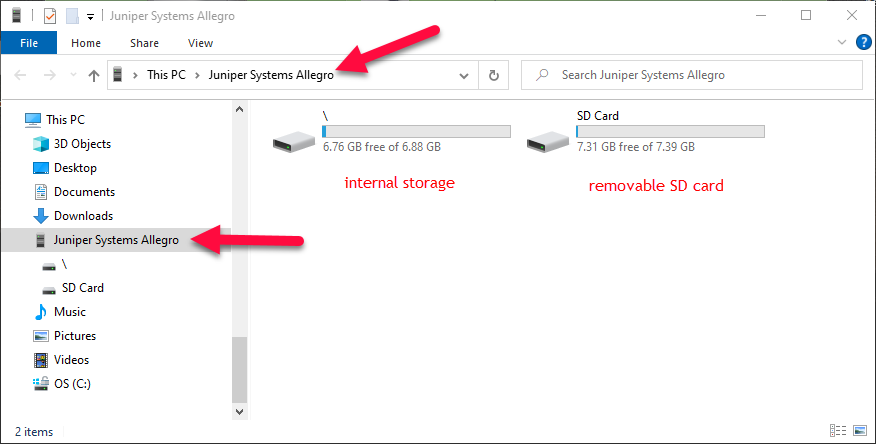 Juniper Systems Allegro
File
Home
Share
View
This PC > Juniper Systems Allegro
Search Juniper Systems Allegro
This PC
3D Objects
Desktop
Documents
Downloads
Juniper Systems Allegro
\
SD Card
Music
Pictures
Videos
OS (C:)
\
6.76 GB free of 6.88 GB
internal storage
SD Card
7.31 GB free of 7.39 GB
removable SD card
2 items